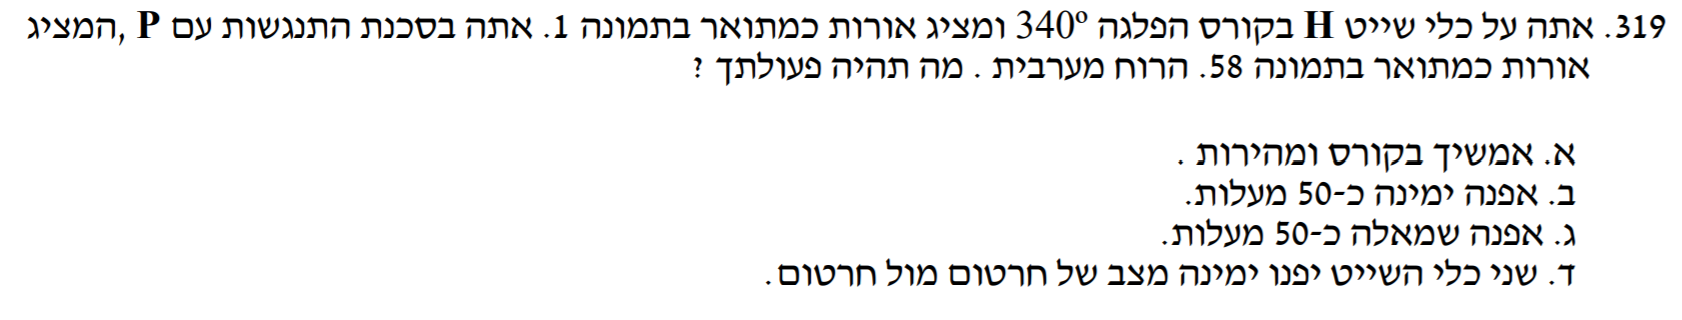 319. אתה על כלי שייט H בקורס הפלגה 340º ומציג אורות כמתואר בתמונה 1. אתה בסכנת התנגשות עם P ,המציג
אורות כמתואר בתמונה 58. הרוח מערבית . מה תהיה פעולתך ?
א. אמשיך בקורס ומהירות .
ב. אפנה ימינה כ-50 מעלות.
ג. אפנה שמאלה כ-50 מעלות.
ד. שני כלי השייט יפנו ימינה מצב של חרטום מול חרטום.